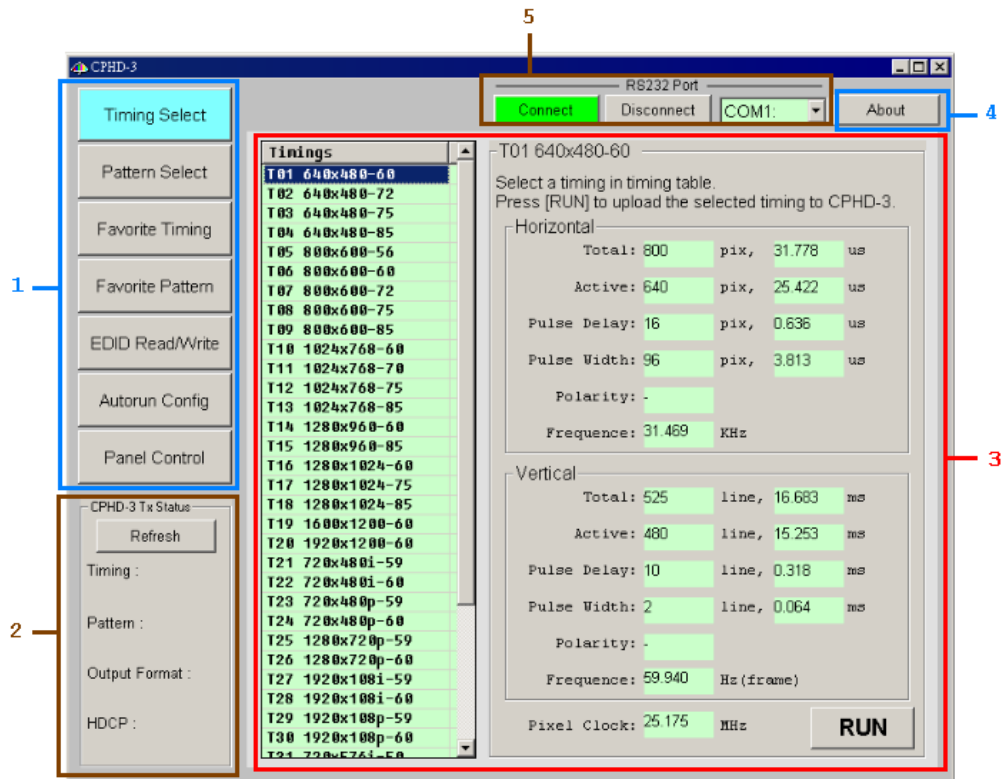 5
CPHD-3
RS232 Port
Connect Disconnect COM1: About
4
1
Timing Select
Pattern Select
Favorite Timing
Favorite Pattern
EDID Read/Write
Autorun Config
Panel Control
2
CPHD-3 Tx Status
Refresh
Timing :
Pattern :
Output Format :
HDCP :
Timings
T01 640x480-60
T02 640x480-72
T03 640x480-75
T04 640x480-85
T05 800x600-56
T06 800x600-60
T07 800x600-72
T08 800x600-75
T09 800x600-85
T10 1024x768-60
T11 1024x768-70
T12 1024x768-75
T13 1024x768-85
T14 1280x960-60
T15 1280x960-85
T16 1280x1024-60
T17 1280x1024-75
T18 1280x1024-85
T19 1600x1200-60
T20 1920x1200-60
T21 720x480i-59
T22 720x480i-60
T23 720x480p-59
T24 720x480p-60
T25 1280x720p-59
T26 1280x720p-60
T27 1920x108i-59
T28 1920x108i-60
T29 1920x108p-59
T30 1920x108p-60
T31 720x576i-50
T01 640x480-60
Select a timing in timing table.
Press [RUN] to upload the selected timing to CPHD-3.
Horizontal
Total: 800 pix, 31.778 us
Active: 640 pix, 25.422 us
Pulse Delay: 16 pix, 0.636 us
Pulse Width: 96 pix, 3.813 us
Polarity: -
Frequence: 31.469 KHz
3
Vertical
Total: 525 line, 16.683 ms
Active: 480 line, 15.253 ms
Pulse Delay: 10 line, 0.318 ms
Pulse Width: 2 line, 0.064 ms
Polarity: -
Frequence: 59.940 Hz(frame)
Pixel Clock: 25.175 MHz
RUN